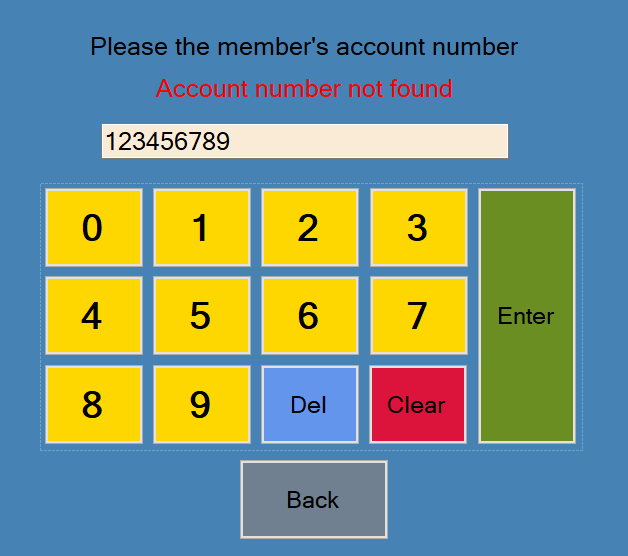 Please the member's account number
Account number not found
123456789
0 1 2 3
4 5 6 7 Enter
8 9 Del Clear
Back